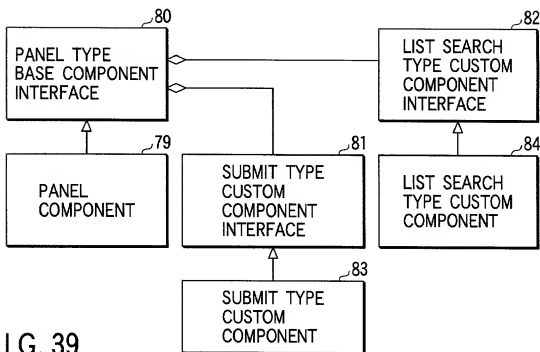 80
PANEL TYPE
BASE COMPONENT
INTERFACE
82
LIST SEARCH
TYPE CUSTOM
COMPONENT
INTERFACE
79
PANEL
COMPONENT
81
SUBMIT TYPE
CUSTOM
COMPONENT
INTERFACE
84
LIST SEARCH
TYPE CUSTOM
COMPONENT
83
SUBMIT TYPE
CUSTOM
COMPONENT
I G. 39